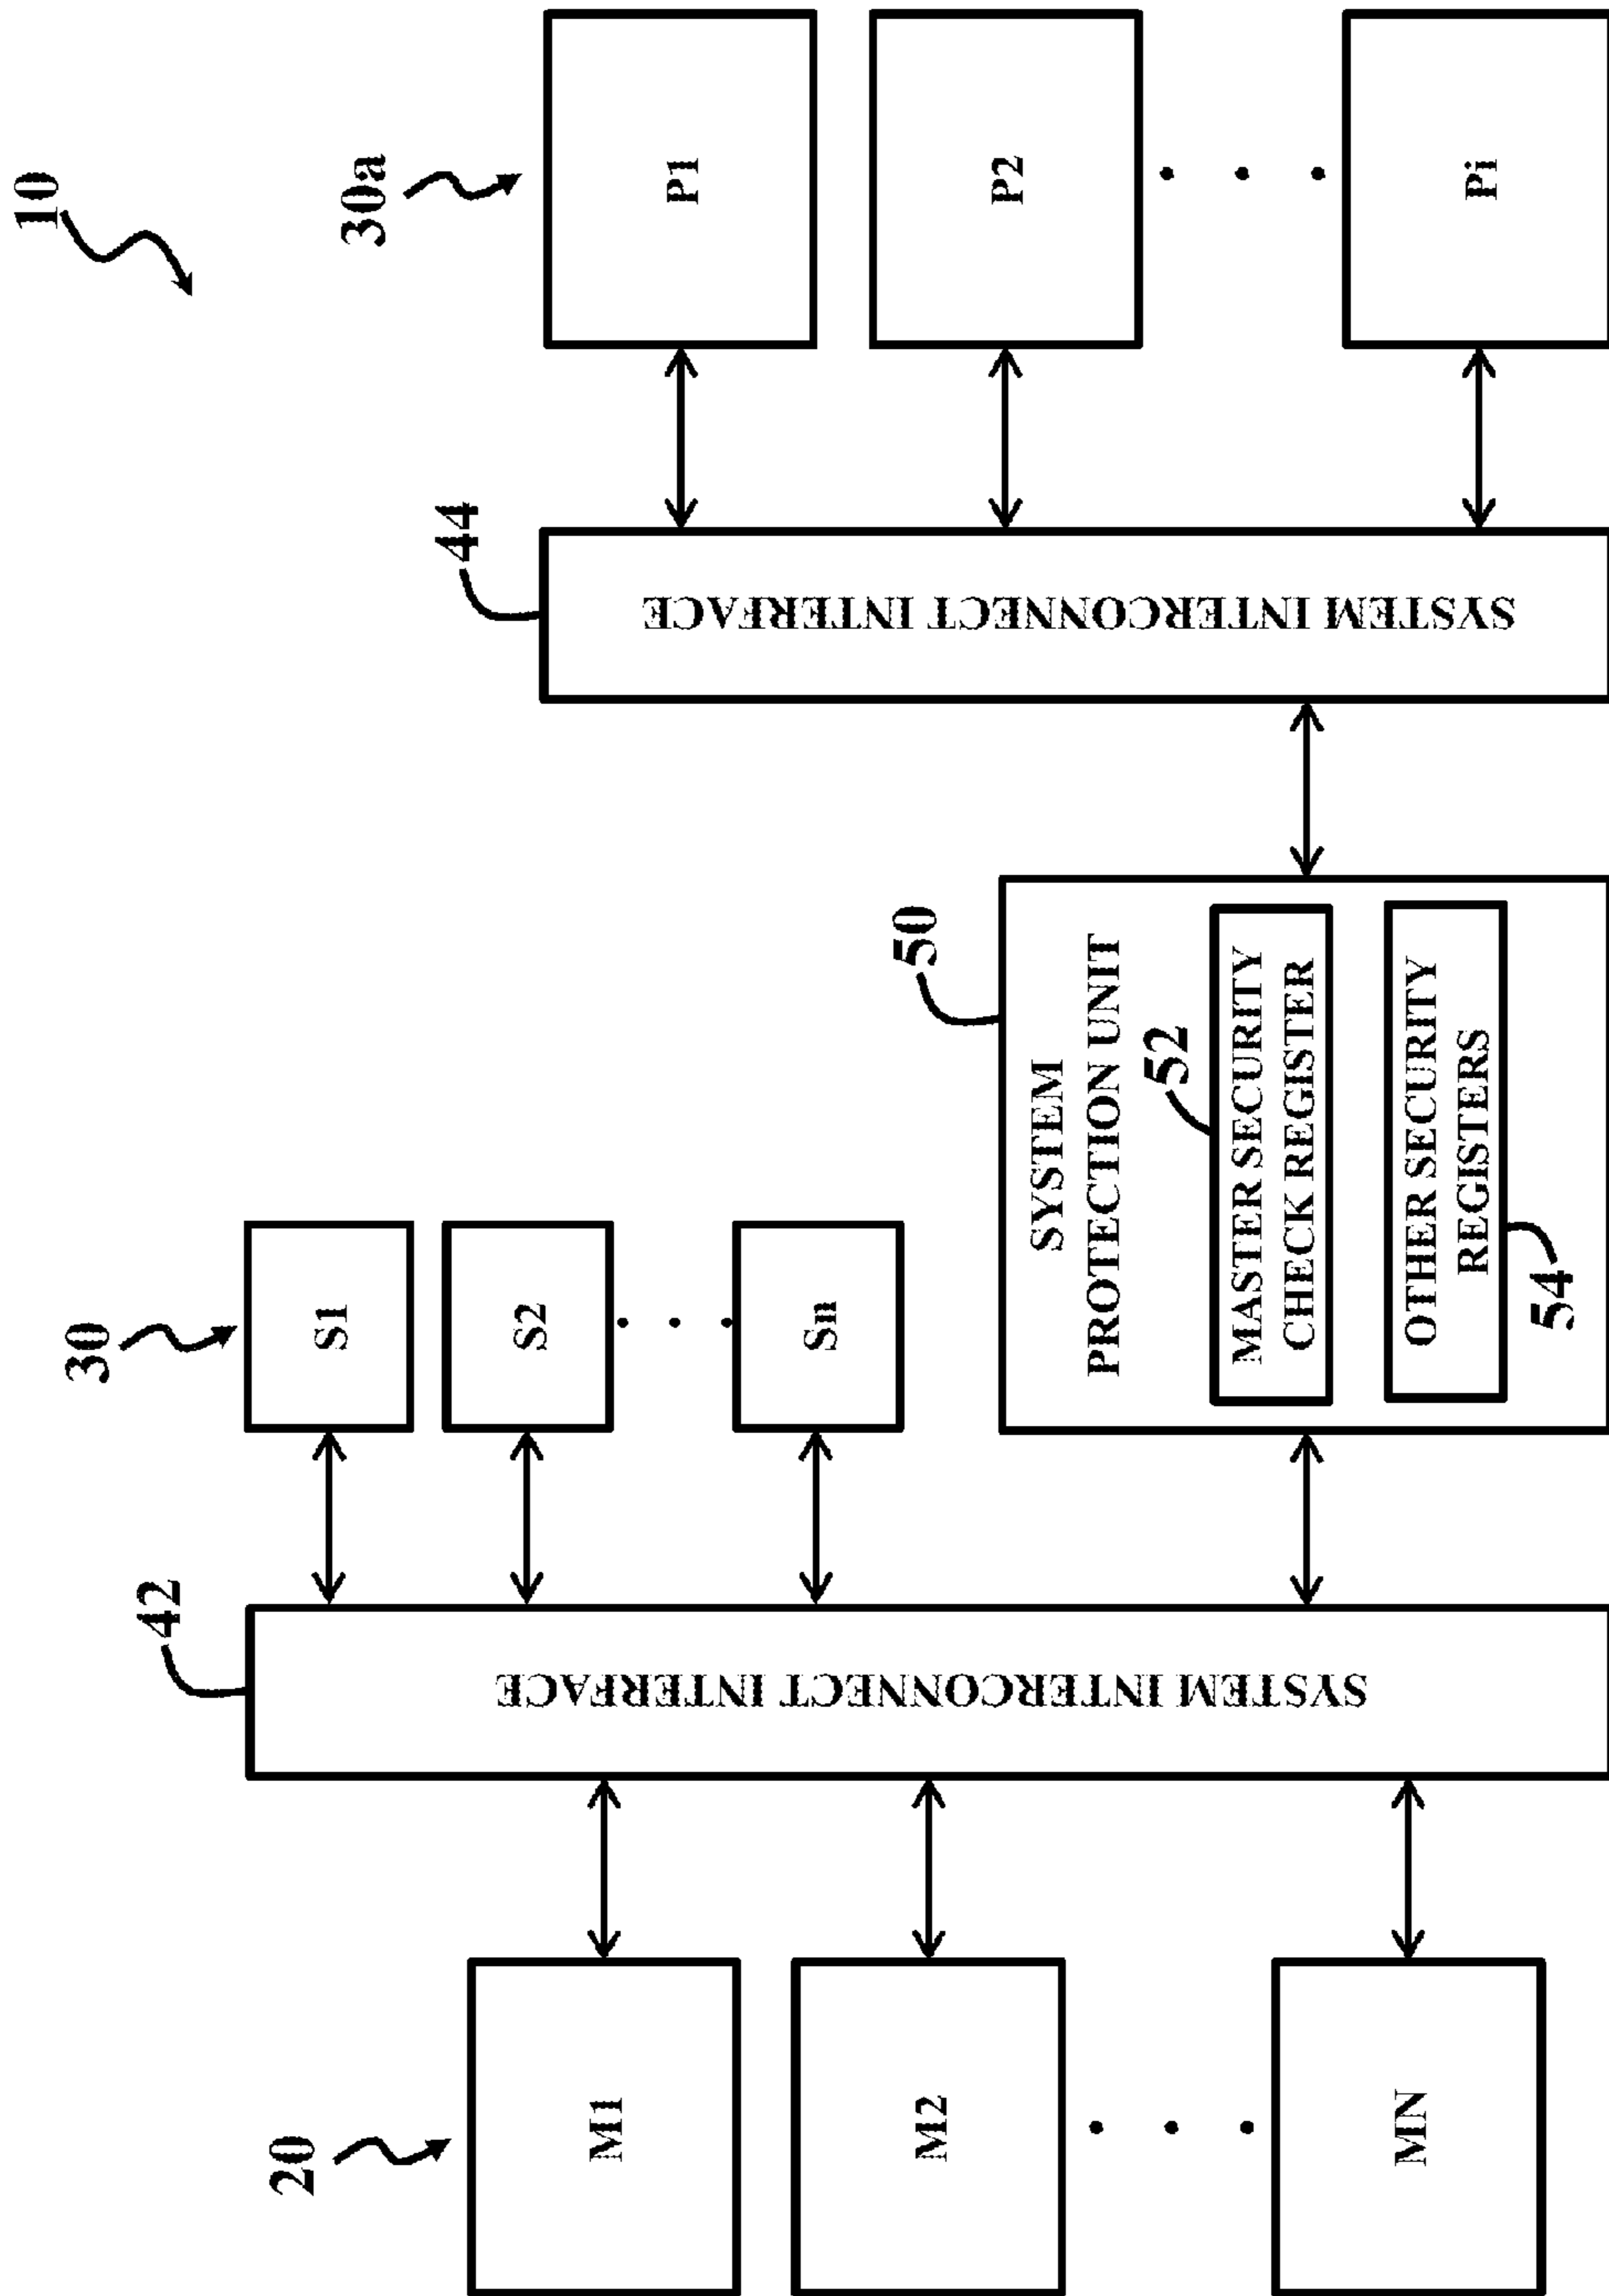 10
20
M1
M2
MN
42
SYSTEM INTERCONNECT INTERFACE
30
S1
S2
Sn
50
SYSTEM
PROTECTION UNIT
52
MASTER SECURITY
CHECK REGISTER
OTHER SECURITY
REGISTERS
54
44
SYSTEM INTERCONNECT INTERFACE
30a
P1
P2
Pi